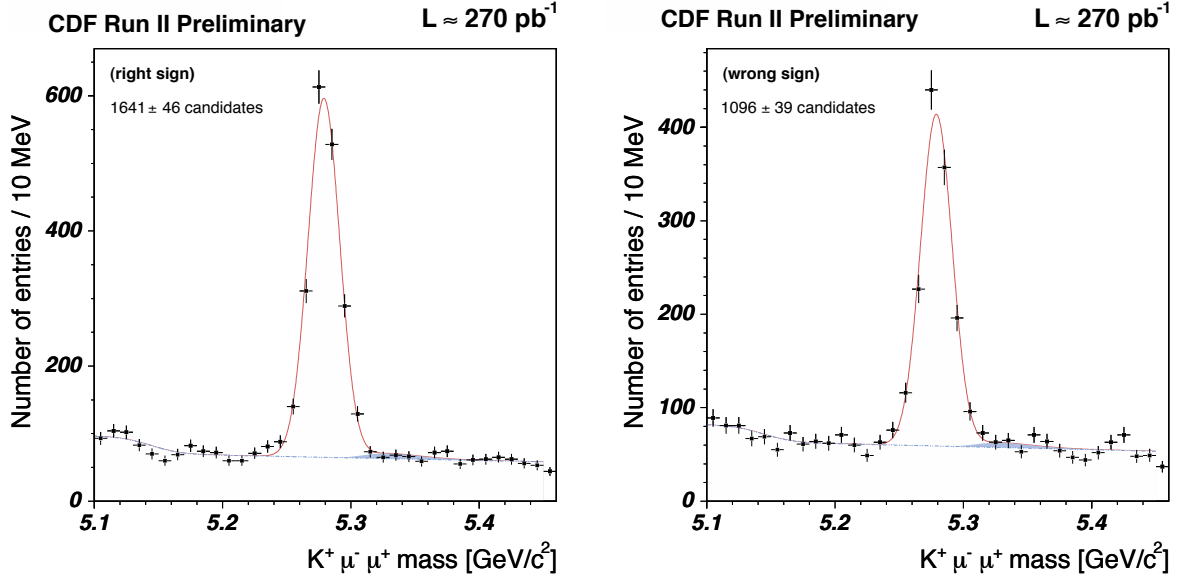 CDF Run II Preliminary
L ≈ 270 pb⁻¹
(right sign)
1641 ± 46 candidates
Number of entries / 10 MeV
600
400
200
0
5.1
5.2
5.3
5.4
K⁺ μ⁻ μ⁺ mass [GeV/c²]
CDF Run II Preliminary
L ≈ 270 pb⁻¹
(wrong sign)
1096 ± 39 candidates
Number of entries / 10 MeV
400
300
200
100
0
5.1
5.2
5.3
5.4
K⁺ μ⁻ μ⁺ mass [GeV/c²]